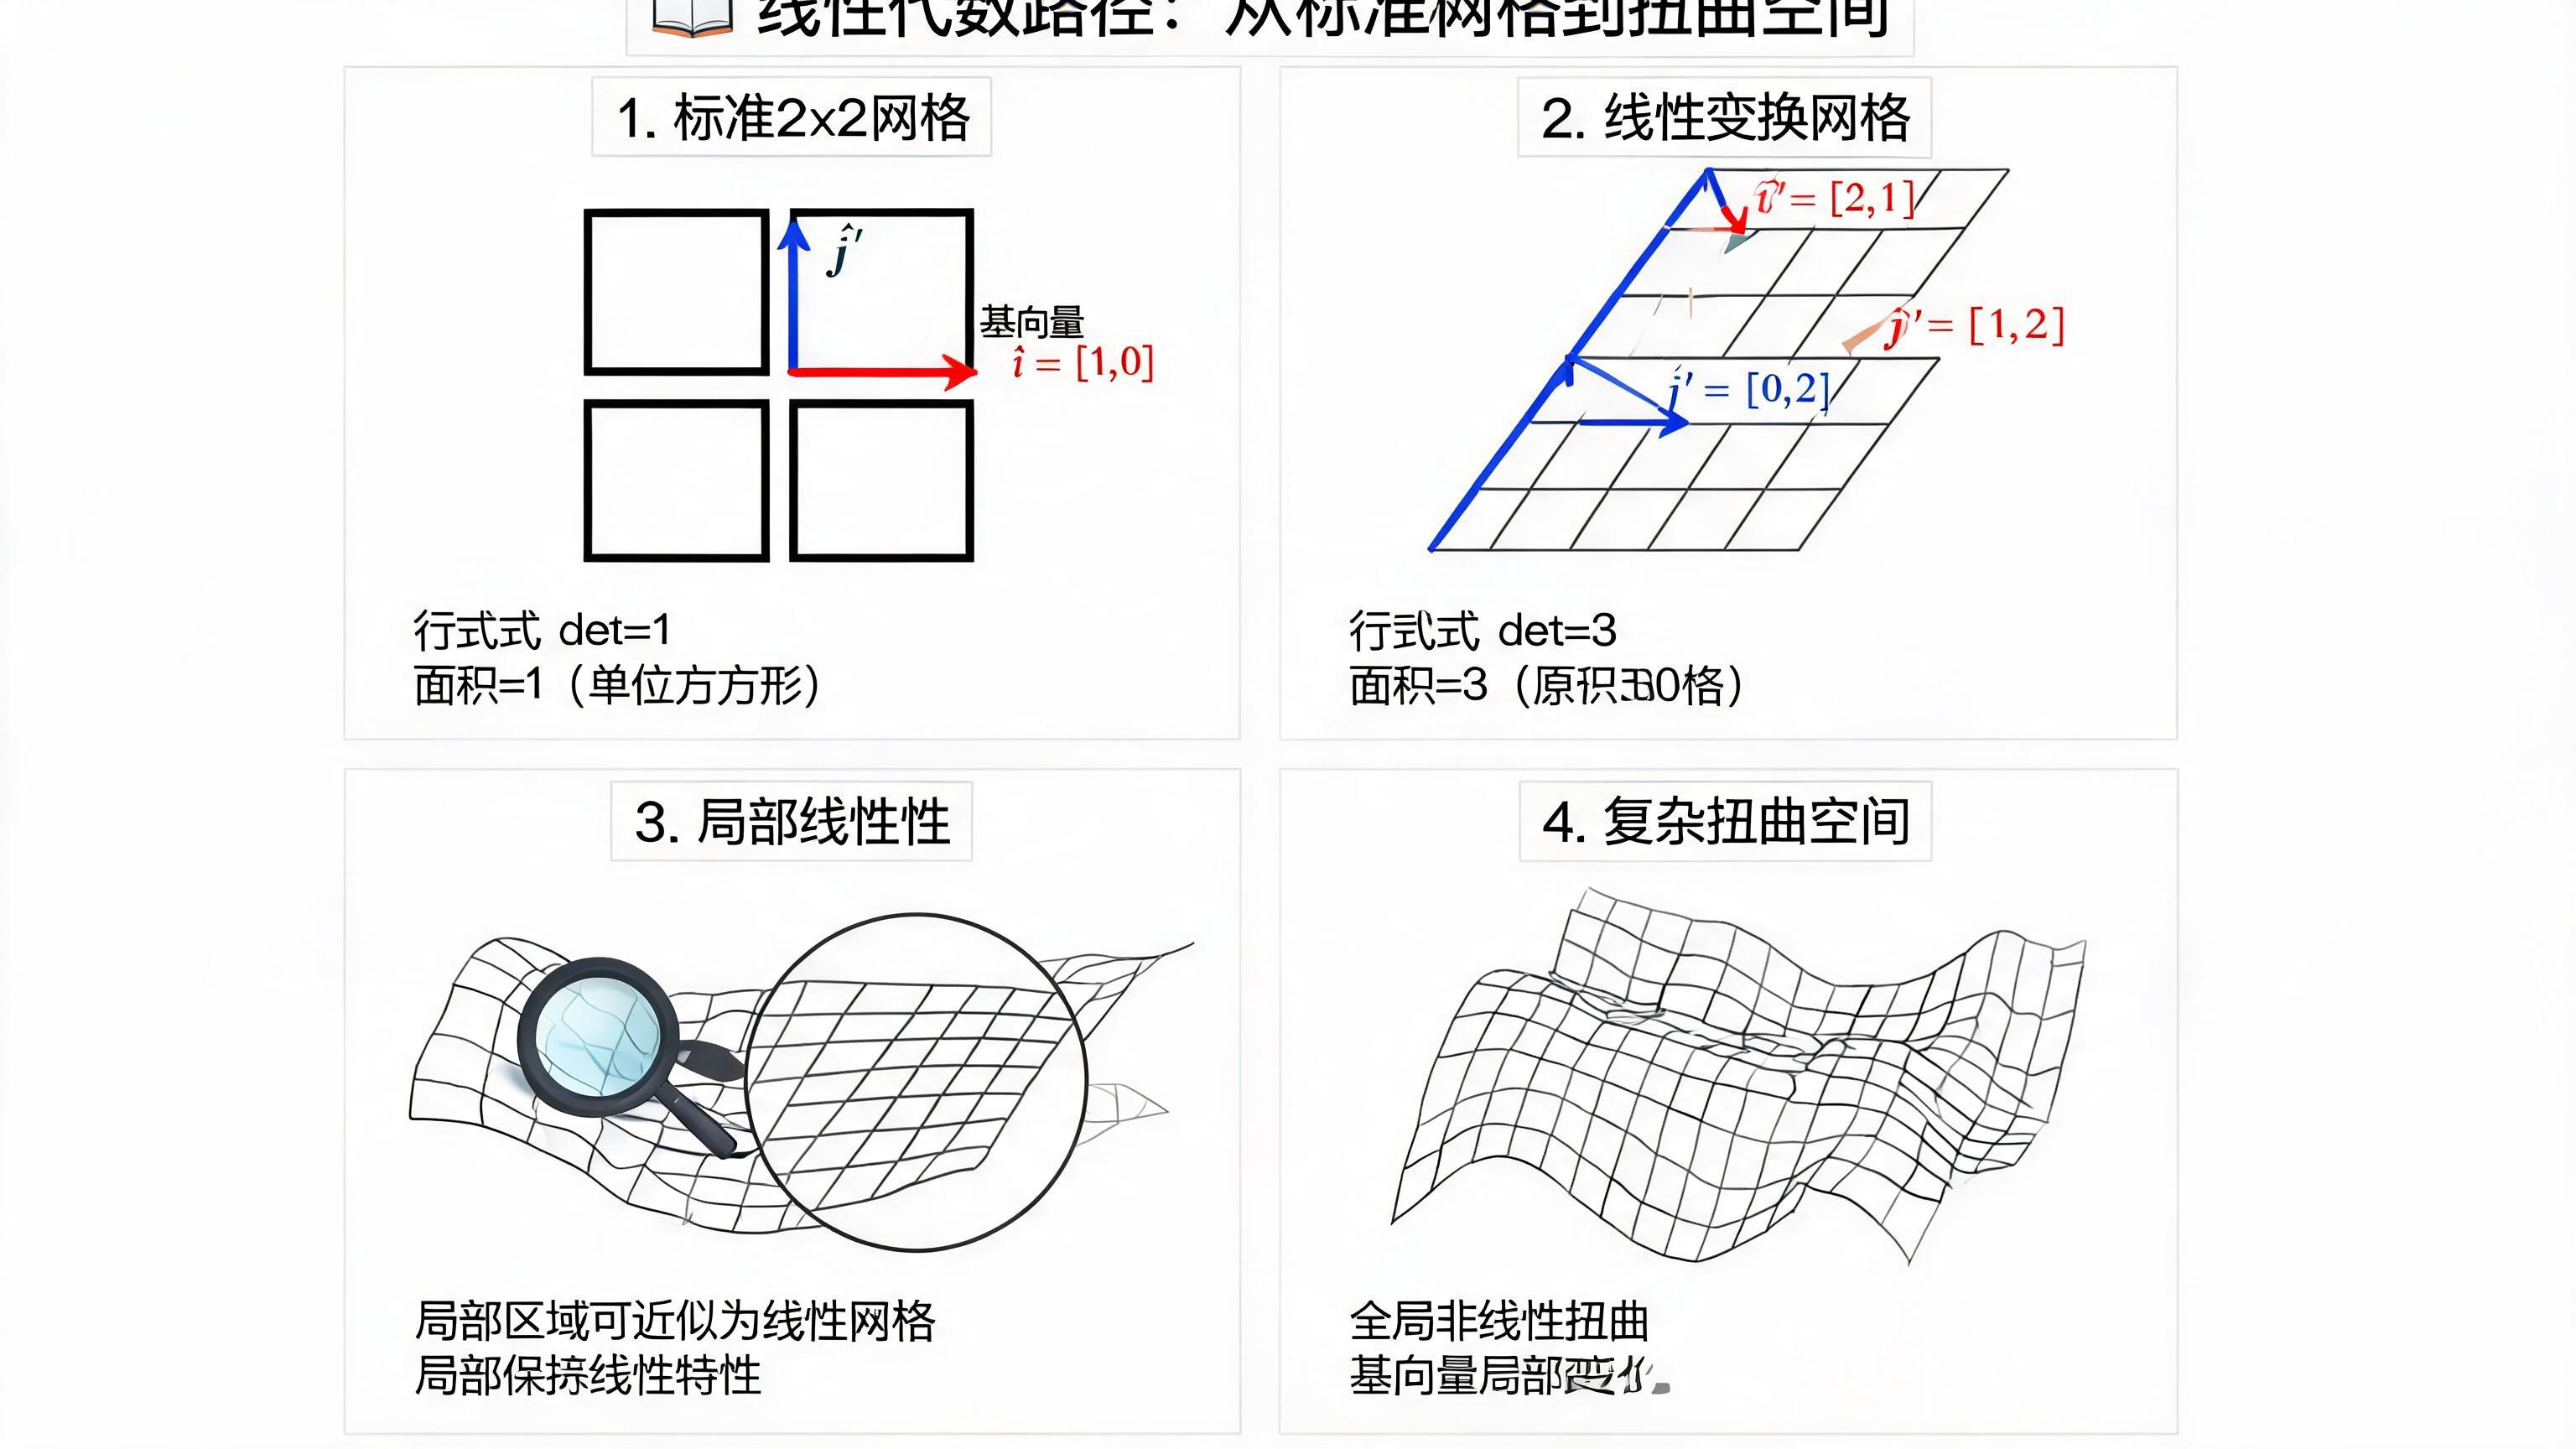 线性代数路径：从标准网格到扭曲空间
1. 标准2x2网格
ĵ′
基向量
î = [1,0]
行式式 det=1
面积=1（单位方方形）
2. 线性变换网格
î′= [2,1]
ĵ′= [1,2]
j′ = [0,2]
行式式 det=3
面积=3（原积 0格）
3. 局部线性性
局部区域可近似为线性网格
局部保持线性特性
4. 复杂扭曲空间
全局非线性扭曲
基向量局部